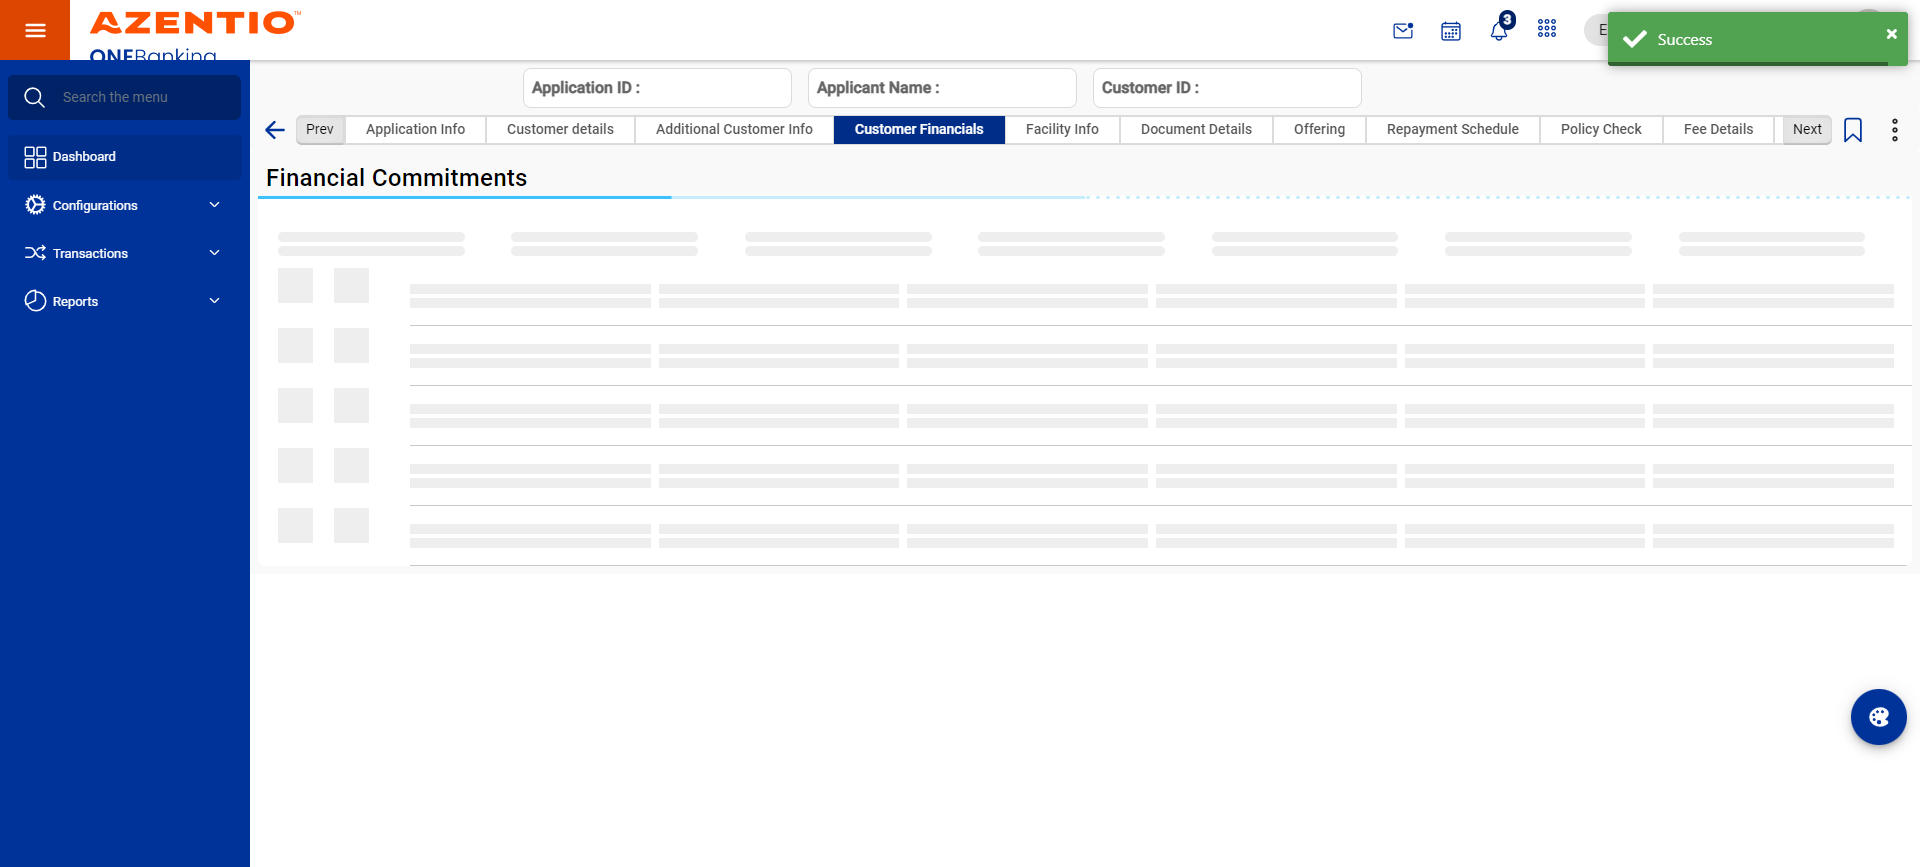 AZENTIO™
ONEBanking
3
E
Success
Search the menu
Dashboard
Configurations
Transactions
Reports
Application ID :
Applicant Name :
Customer ID :
Prev
Application Info
Customer details
Additional Customer Info
Customer Financials
Facility Info
Document Details
Offering
Repayment Schedule
Policy Check
Fee Details
Next
Financial Commitments